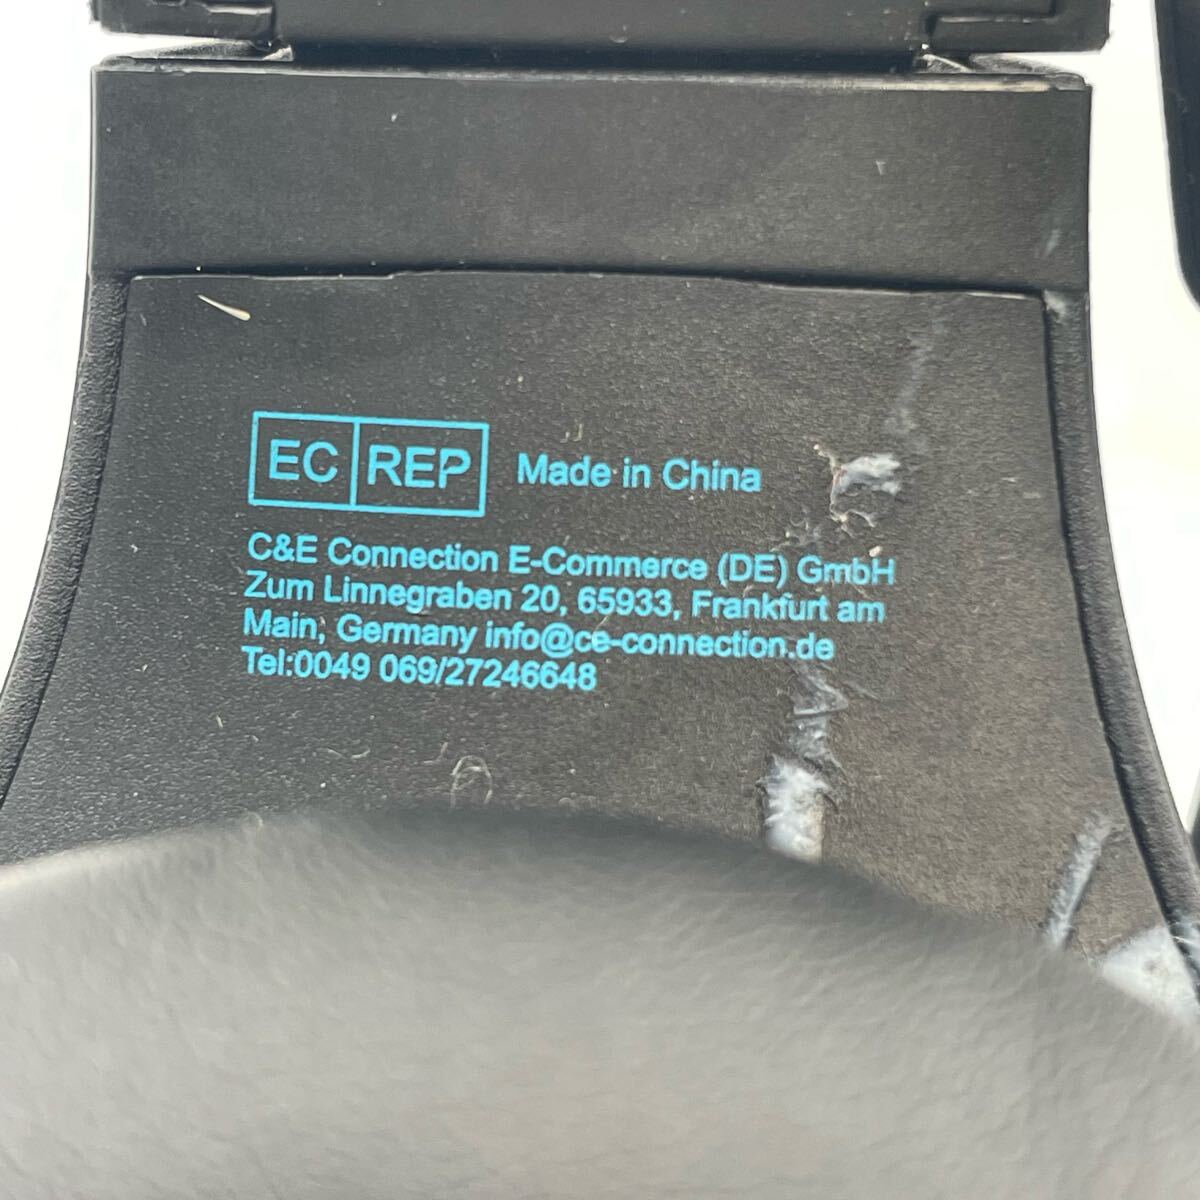 EC REP Made in China
C&E Connection E-Commerce (DE) GmbH
Zum Linnegraben 20, 65933, Frankfurt am
Main, Germany info@ce-connection.de
Tel:0049 069/27246648